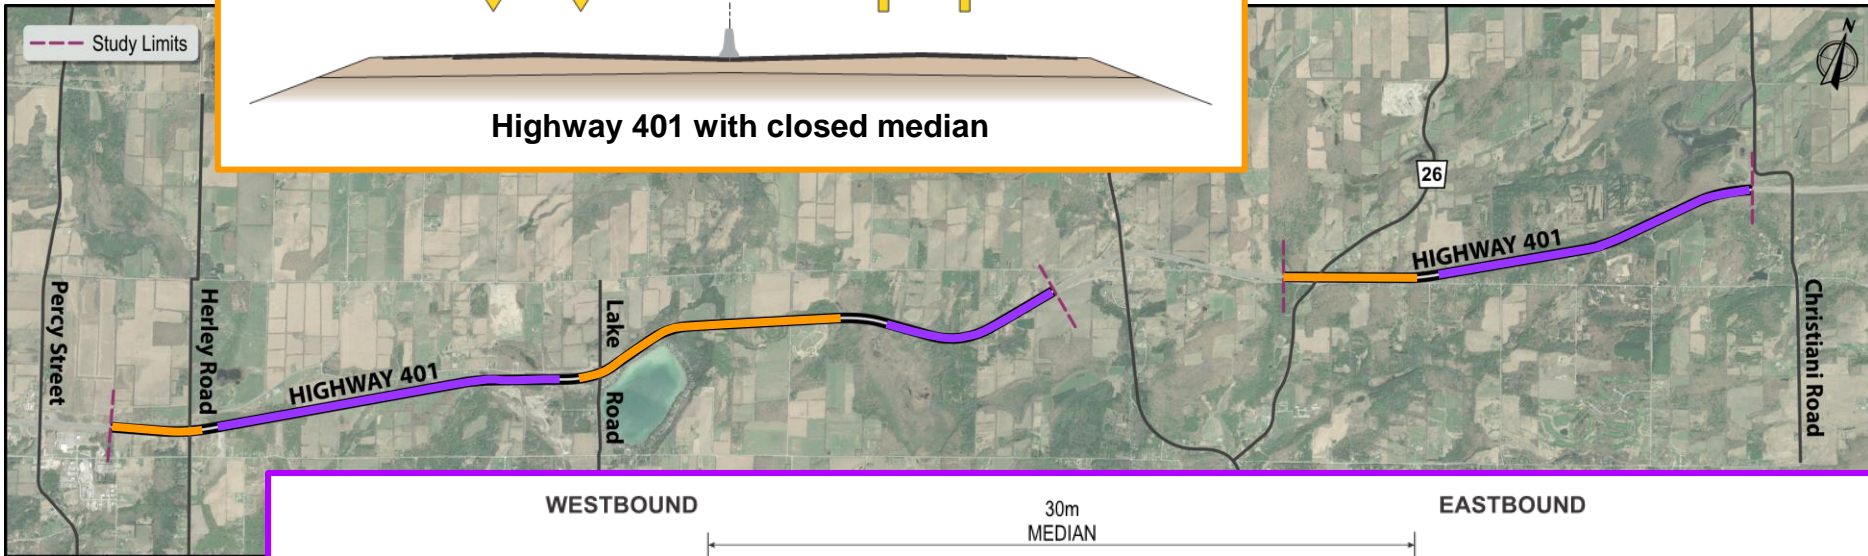 Study Limits
N
Highway 401 with closed median
26
HIGHWAY 401
Percy Street
Herley Road
Lake
Road
HIGHWAY 401
Christiani Road
WESTBOUND
30m
MEDIAN
EASTBOUND